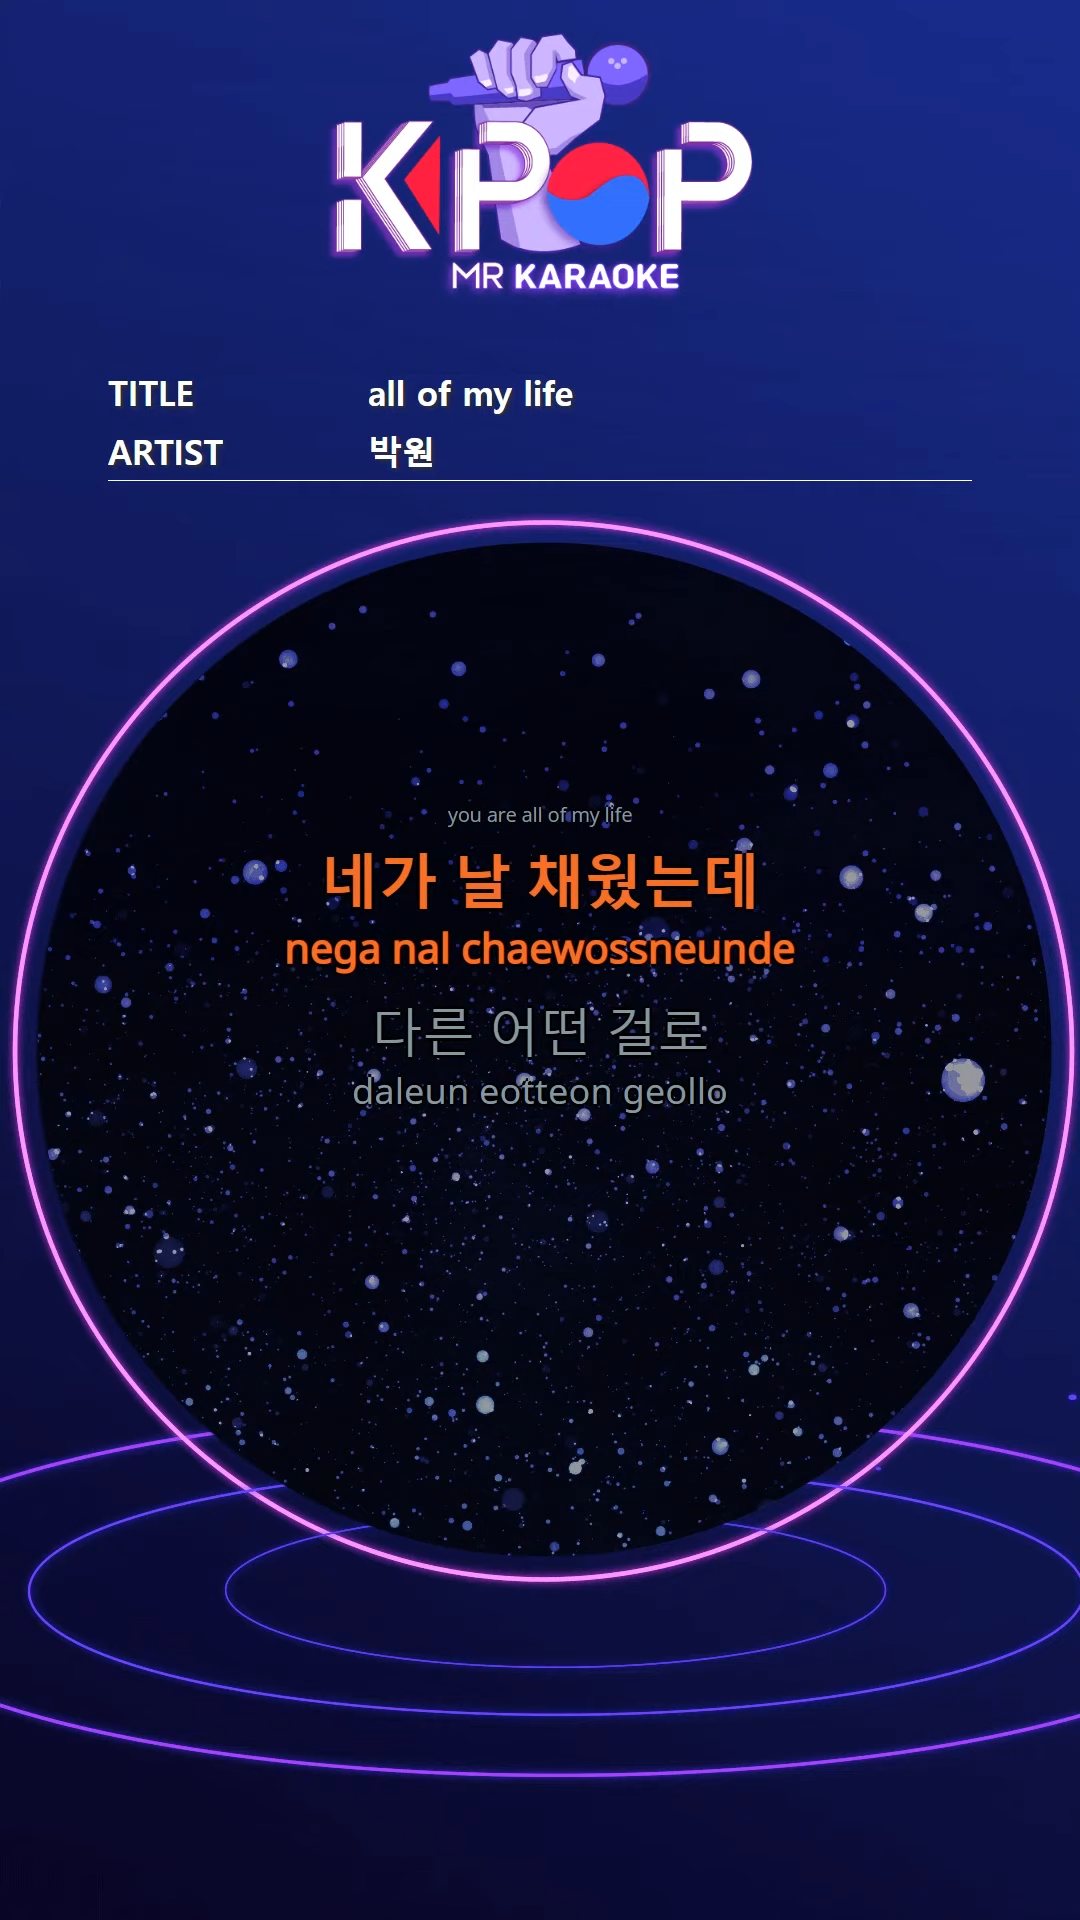 KPOP
MR KARAOKE
TITLE all of my life
ARTIST 박원
you are all of my life
네가 날 채웠는데
nega nal chaewossneunde
다른 어떤 걸로
daleun eotteon geollo